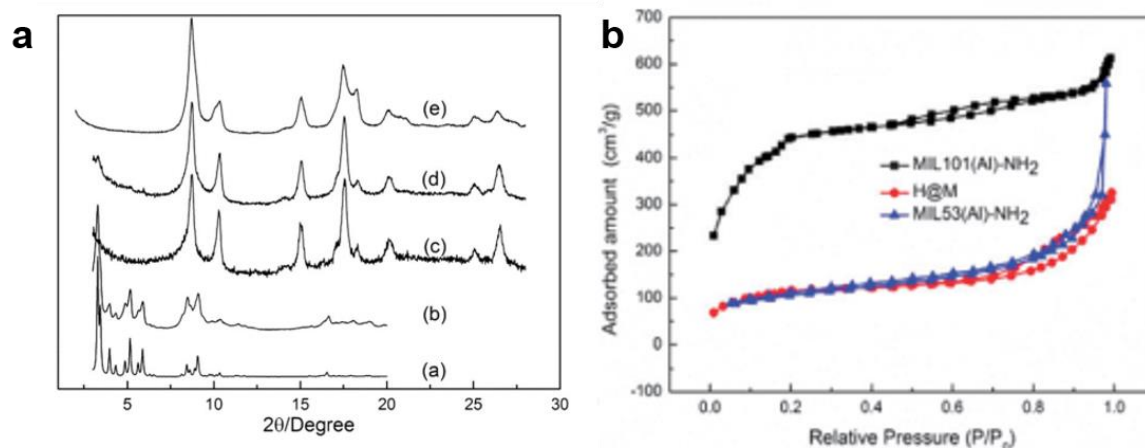 a
(e)
(d)
(c)
(b)
(a)
5 10 15 20 25 30
2θ/Degree
b
700
600
500
400
300
200
100
0
-100
Adsorbed amount (cm³/g)
MIL101(Al)-NH₂
H@M
MIL53(Al)-NH₂
0.0 0.2 0.4 0.6 0.8 1.0
Relative Pressure (P/P₀)